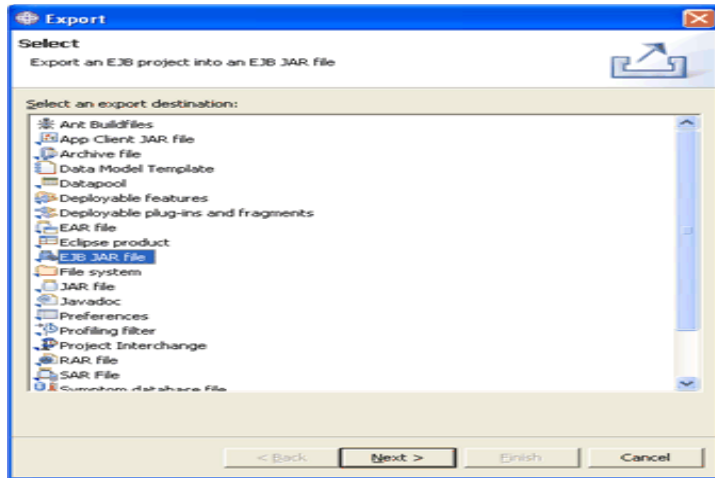 Export
Select
Export an EJB project into an EJB JAR file
Select an export destination:
Ant Buildfiles
App Client JAR file
Archive file
Data Model Template
Datapool
Deployable features
Deployable plug-ins and fragments
EAR file
Eclipse product
EJB JAR file
File system
JAR file
Javadoc
Preferences
Profiling filter
Project Interchange
RAR file
SAR File
Symptom database file
< Back Next > Finish Cancel